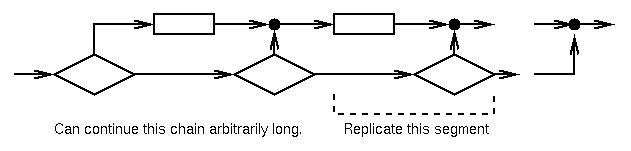 Can continue this chain arbitrarily long.
Replicate this segment